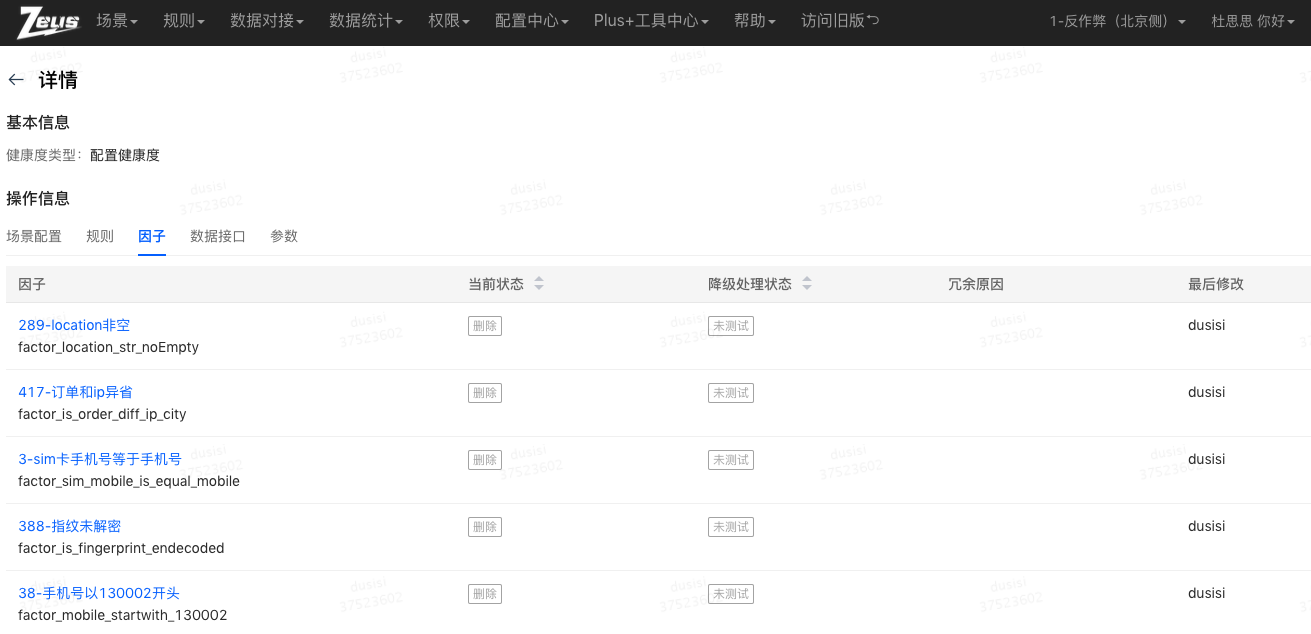 Zeus 场景 规则 数据对接 数据统计 权限 配置中心 Plus+工具中心 帮助 访问旧版 1-反作弊（北京侧） 杜思思 你好
详情
基本信息
健康度类型： 配置健康度
操作信息
场景配置 规则 因子 数据接口 参数
因子 当前状态 降级处理状态 冗余原因 最后修改
289-location非空 删除 未测试 dusisi
factor_location_str_noEmpty
417-订单和ip异省 删除 未测试 dusisi
factor_is_order_diff_ip_city
3-sim卡手机号等于手机号 删除 未测试 dusisi
factor_sim_mobile_is_equal_mobile
388-指纹未解密 删除 未测试 dusisi
factor_is_fingerprint_endecoded
38-手机号以130002开头 删除 未测试 dusisi
factor_mobile_startwith_130002
dusisi
37523602